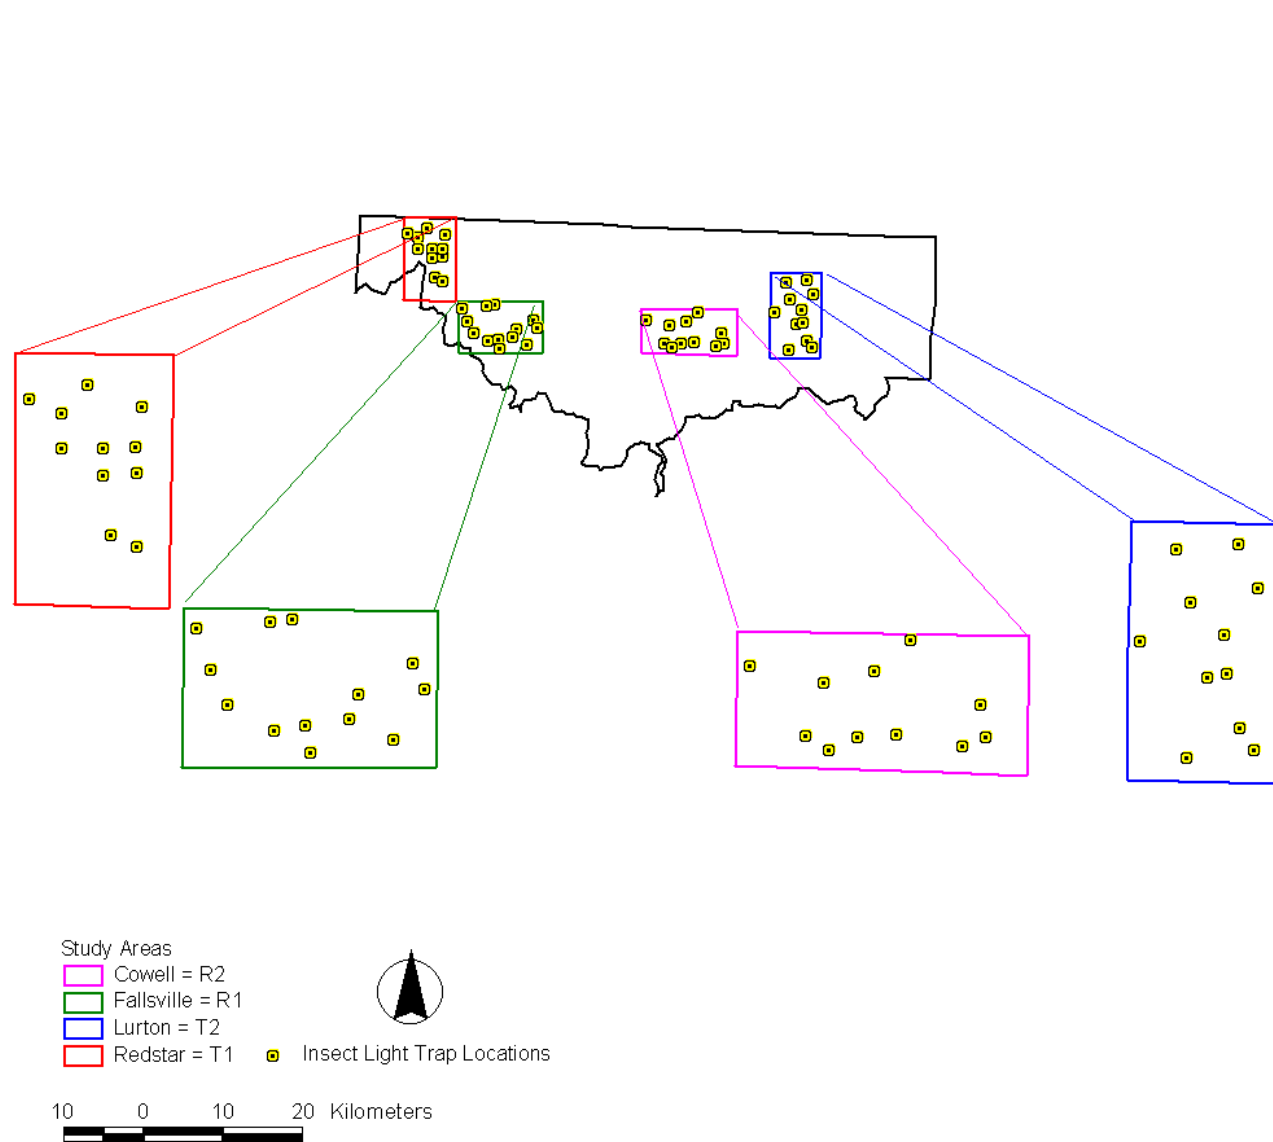 Study Areas
Cowell = R2
Fallsville = R1
Lurton = T2
Redstar = T1
Insect Light Trap Locations
10 0 10 20 Kilometers